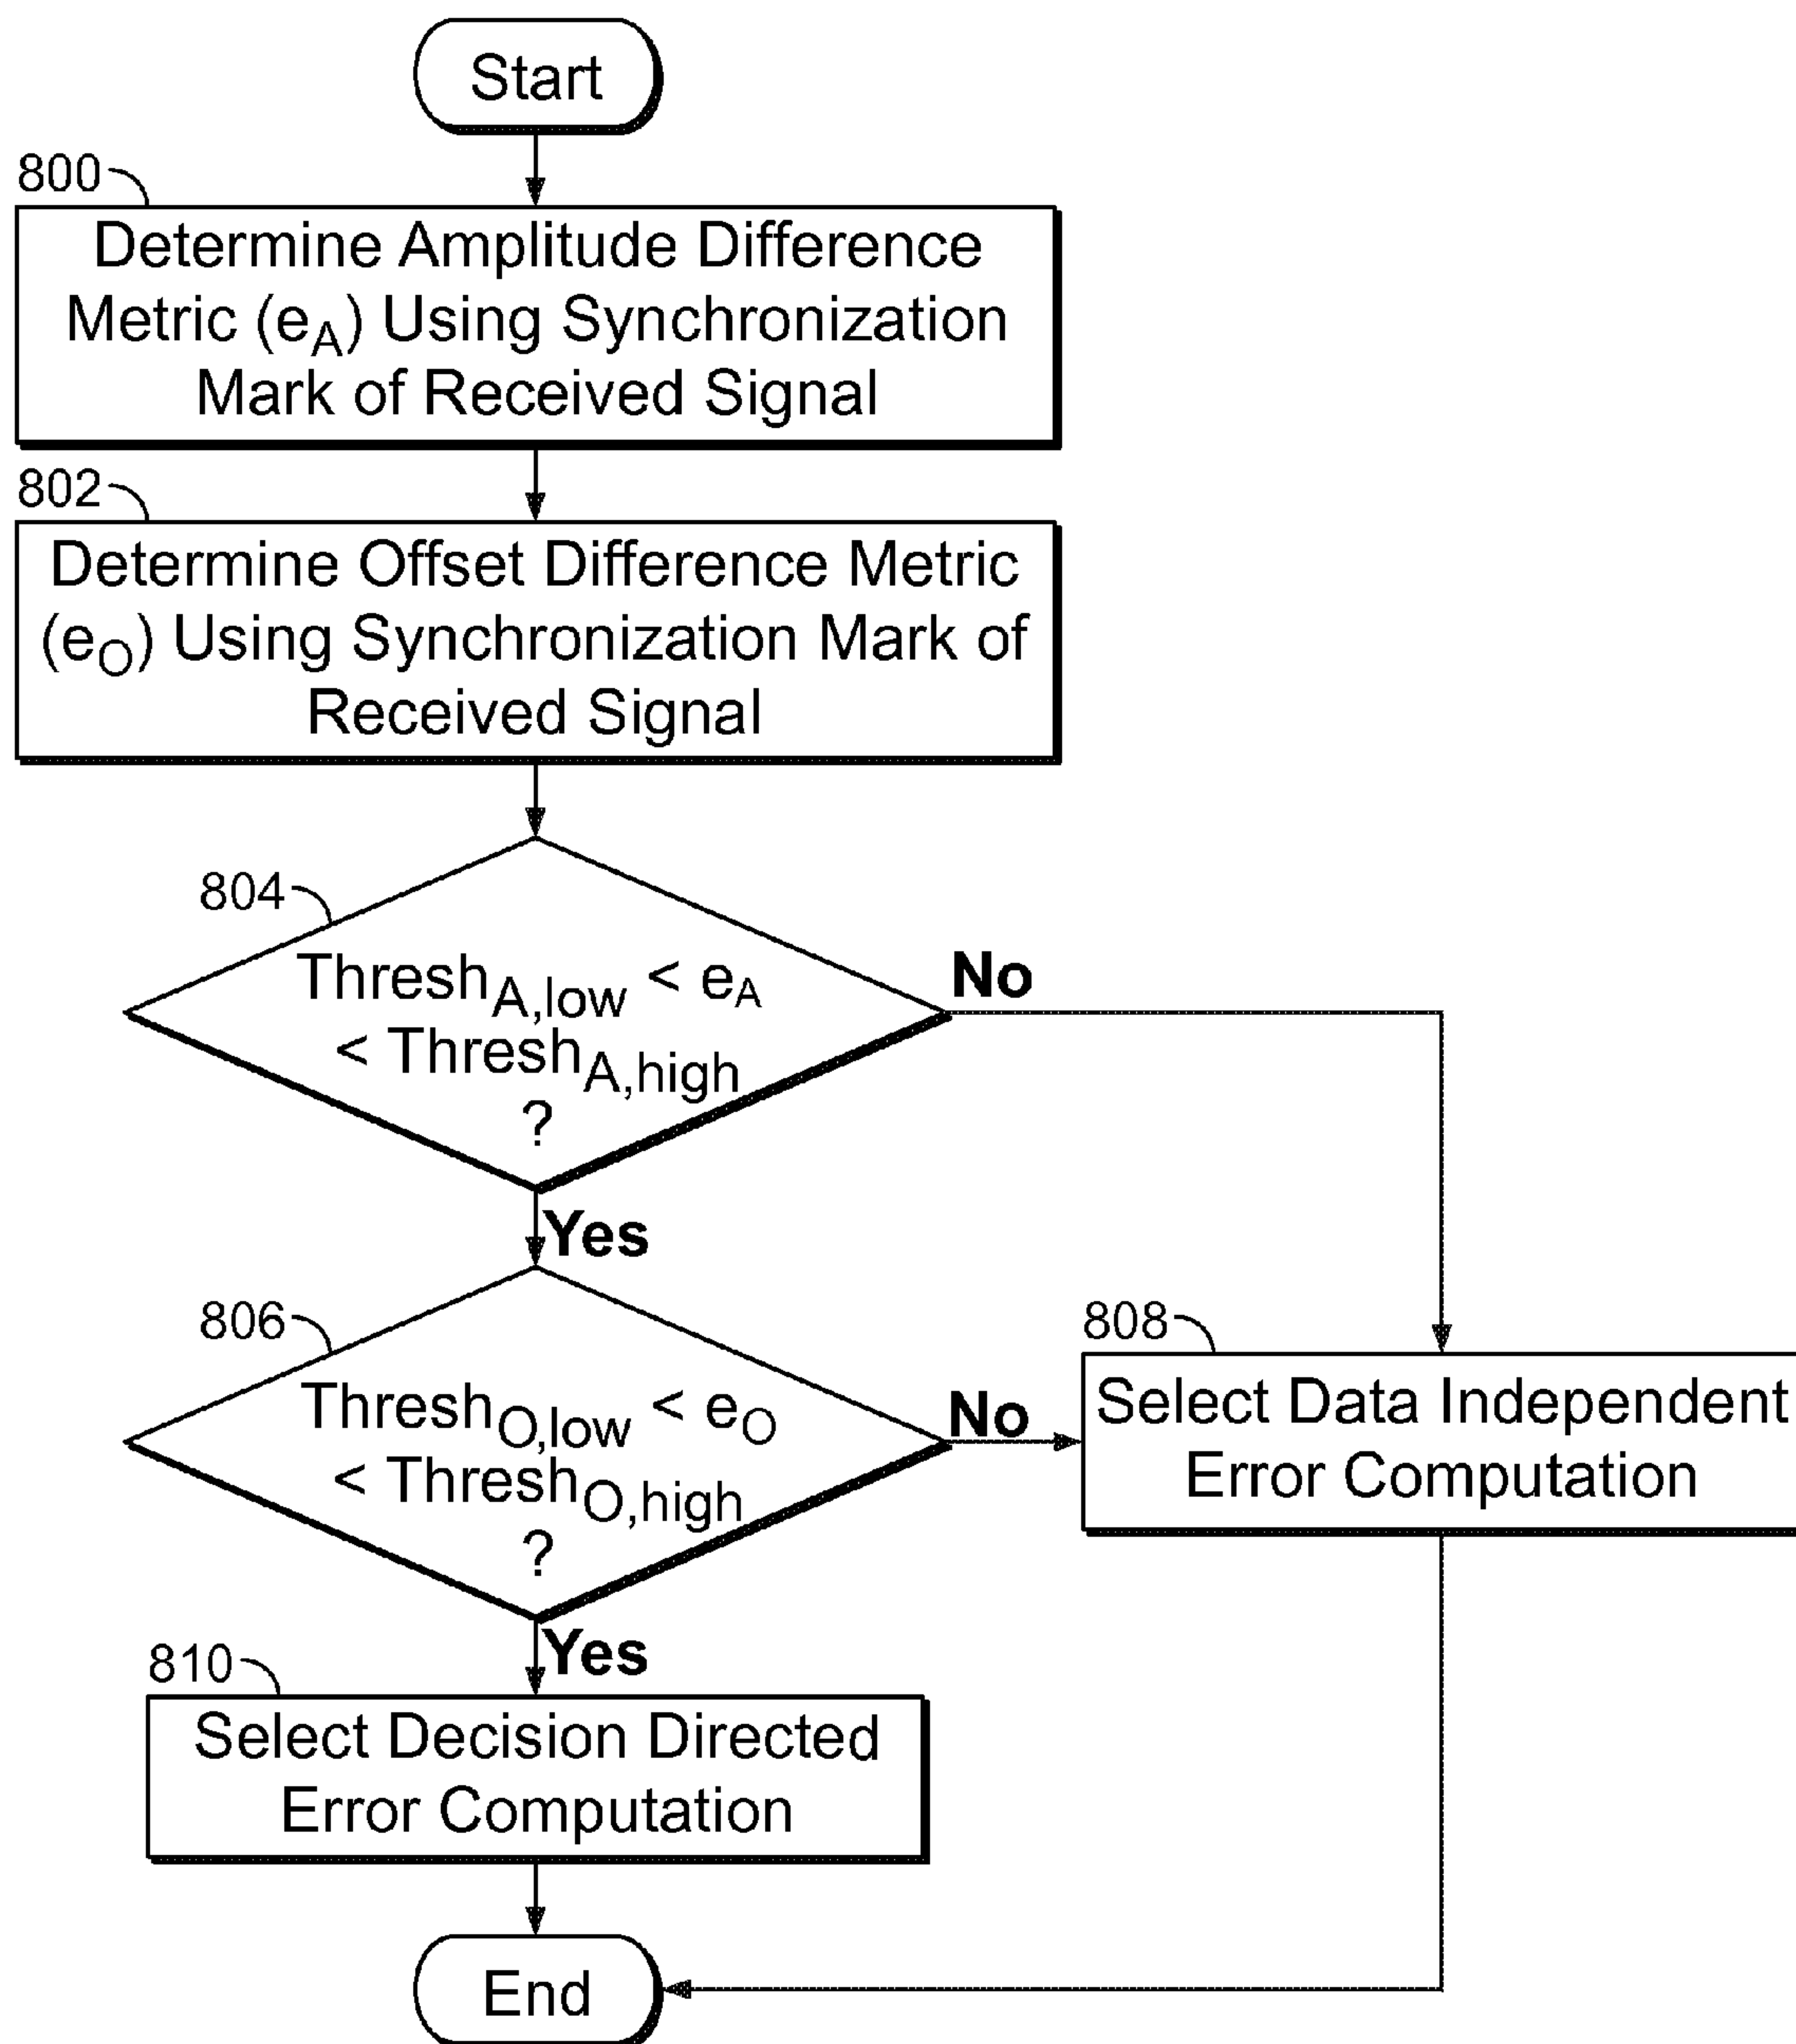 Start
800
Determine Amplitude Difference
Metric (eA) Using Synchronization
Mark of Received Signal
802
Determine Offset Difference Metric
(eO) Using Synchronization Mark of
Received Signal
804
ThreshA,low < eA
< ThreshA,high
?
No
Yes
806
ThreshO,low < eO
< ThreshO,high
?
No
808
Select Data Independent
Error Computation
Yes
810
Select Decision Directed
Error Computation
End